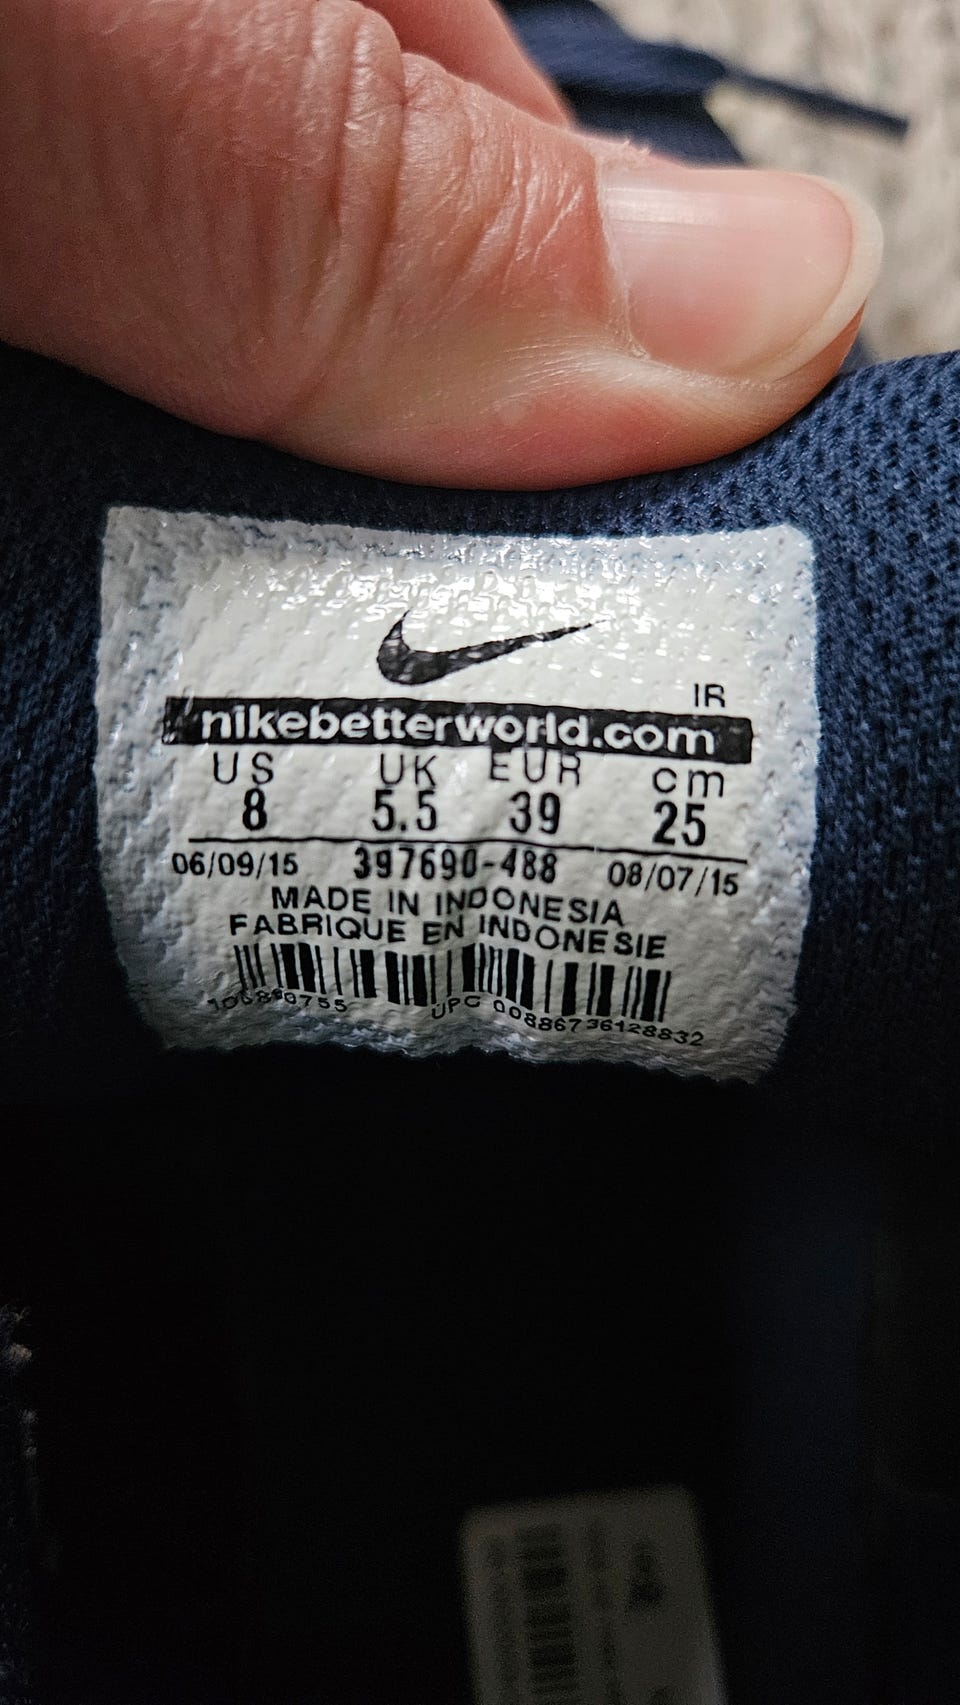 IR
nikebetterworld.com
US UK EUR cm
8 5.5 39 25
06/09/15 397690-488 08/07/15
MADE IN INDONESIA
FABRIQUE EN INDONESIE
UPC 00886736128832